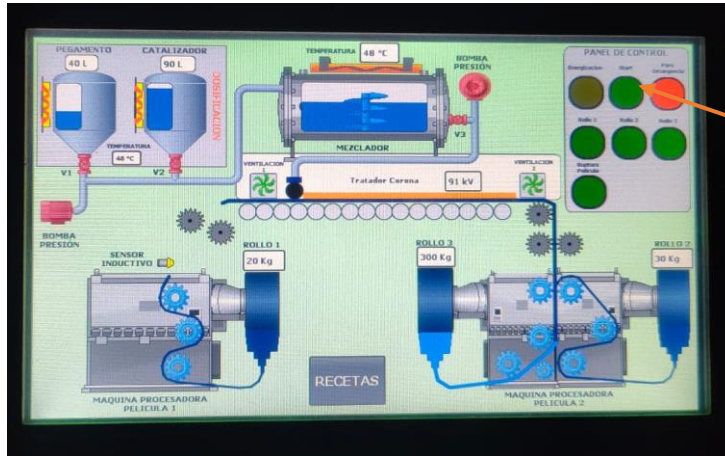 PEGAMENTO
40 L
CATALIZADOR
90 L
DOSIFICACION
TEMPERATURA
48 °C
V1
V2
BOMBA
PRESIÓN
TEMPERATURA
48 °C
MEZCLADOR
BOMBA
PRESIÓN
V3
VENTILACION
1
Tratador Corona
91 kV
VENTILACION
2
PANEL DE CONTROL
Energizacion
Start
Paro
Emergencia
Rollo 1
Rollo 2
Ruptura
Pelicula
SENSOR
INDUCTIVO
ROLLO 1
20 Kg
MAQUINA PROCESADORA
PELICULA 1
RECETAS
ROLLO 3
300 Kg
ROLLO 2
30 Kg
MAQUINA PROCESADORA
PELICULA 2